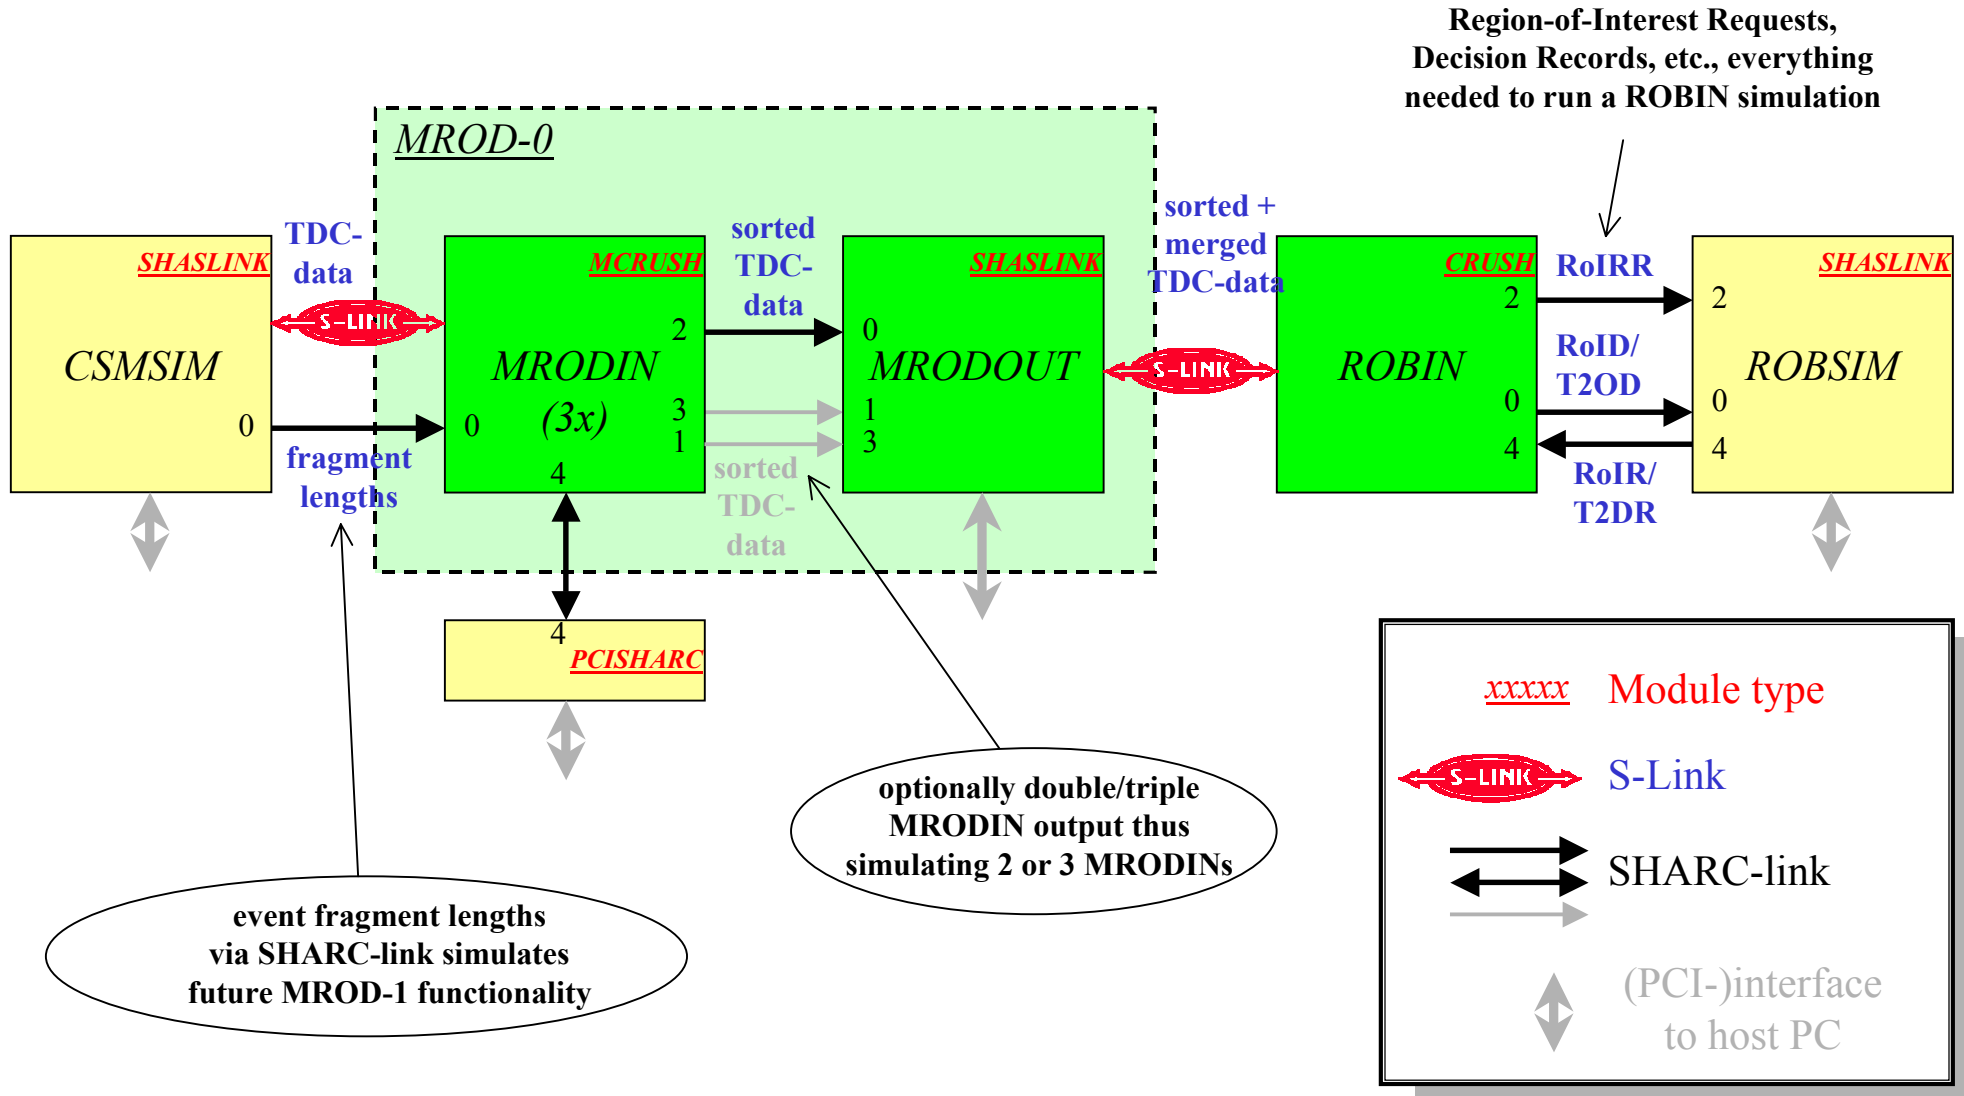 Region-of-Interest Requests,
Decision Records, etc., everything
needed to run a ROBIN simulation
MROD-0
SHASLINK
CSMSIM
0
TDC-
data
S-LINK
fragment
lengths
MCRUSH
MRODIN
(3x)
0
2
3
1
4
sorted
TDC-
data
sorted
TDC-
data
SHASLINK
MRODOUT
0
1
3
sorted +
merged
TDC-data
S-LINK
CRUSH
ROBIN
2
0
4
RoIRR
RoID/
T2OD
RoIR/
T2DR
SHASLINK
ROBSIM
2
0
4
4
PCISHARC
optionally double/triple
MRODIN output thus
simulating 2 or 3 MRODINs
event fragment lengths
via SHARC-link simulates
future MROD-1 functionality
xxxxx Module type
S-LINK S-Link
SHARC-link
(PCI-)interface
to host PC